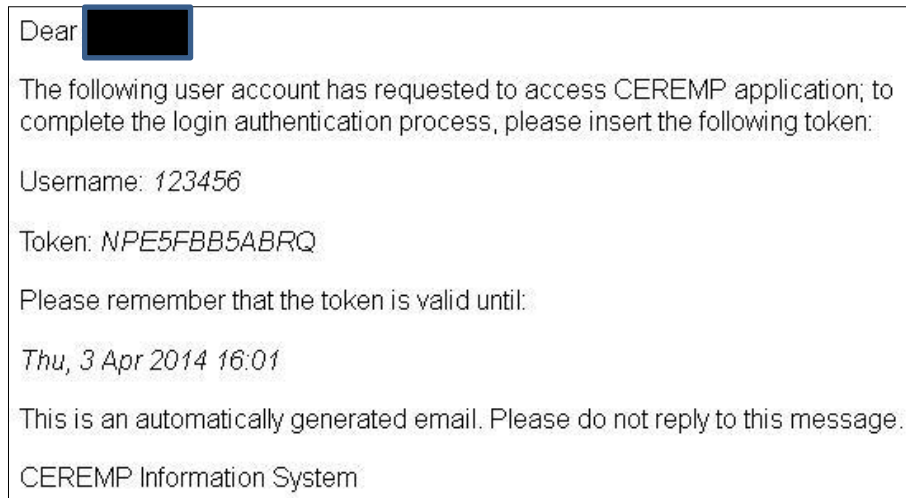 Dear
The following user account has requested to access CEREMP application; to
complete the login authentication process, please insert the following token:
Username: 123456
Token: NPE5FBB5ABRQ
Please remember that the token is valid until:
Thu, 3 Apr 2014 16:01
This is an automatically generated email. Please do not reply to this message.
CEREMP Information System